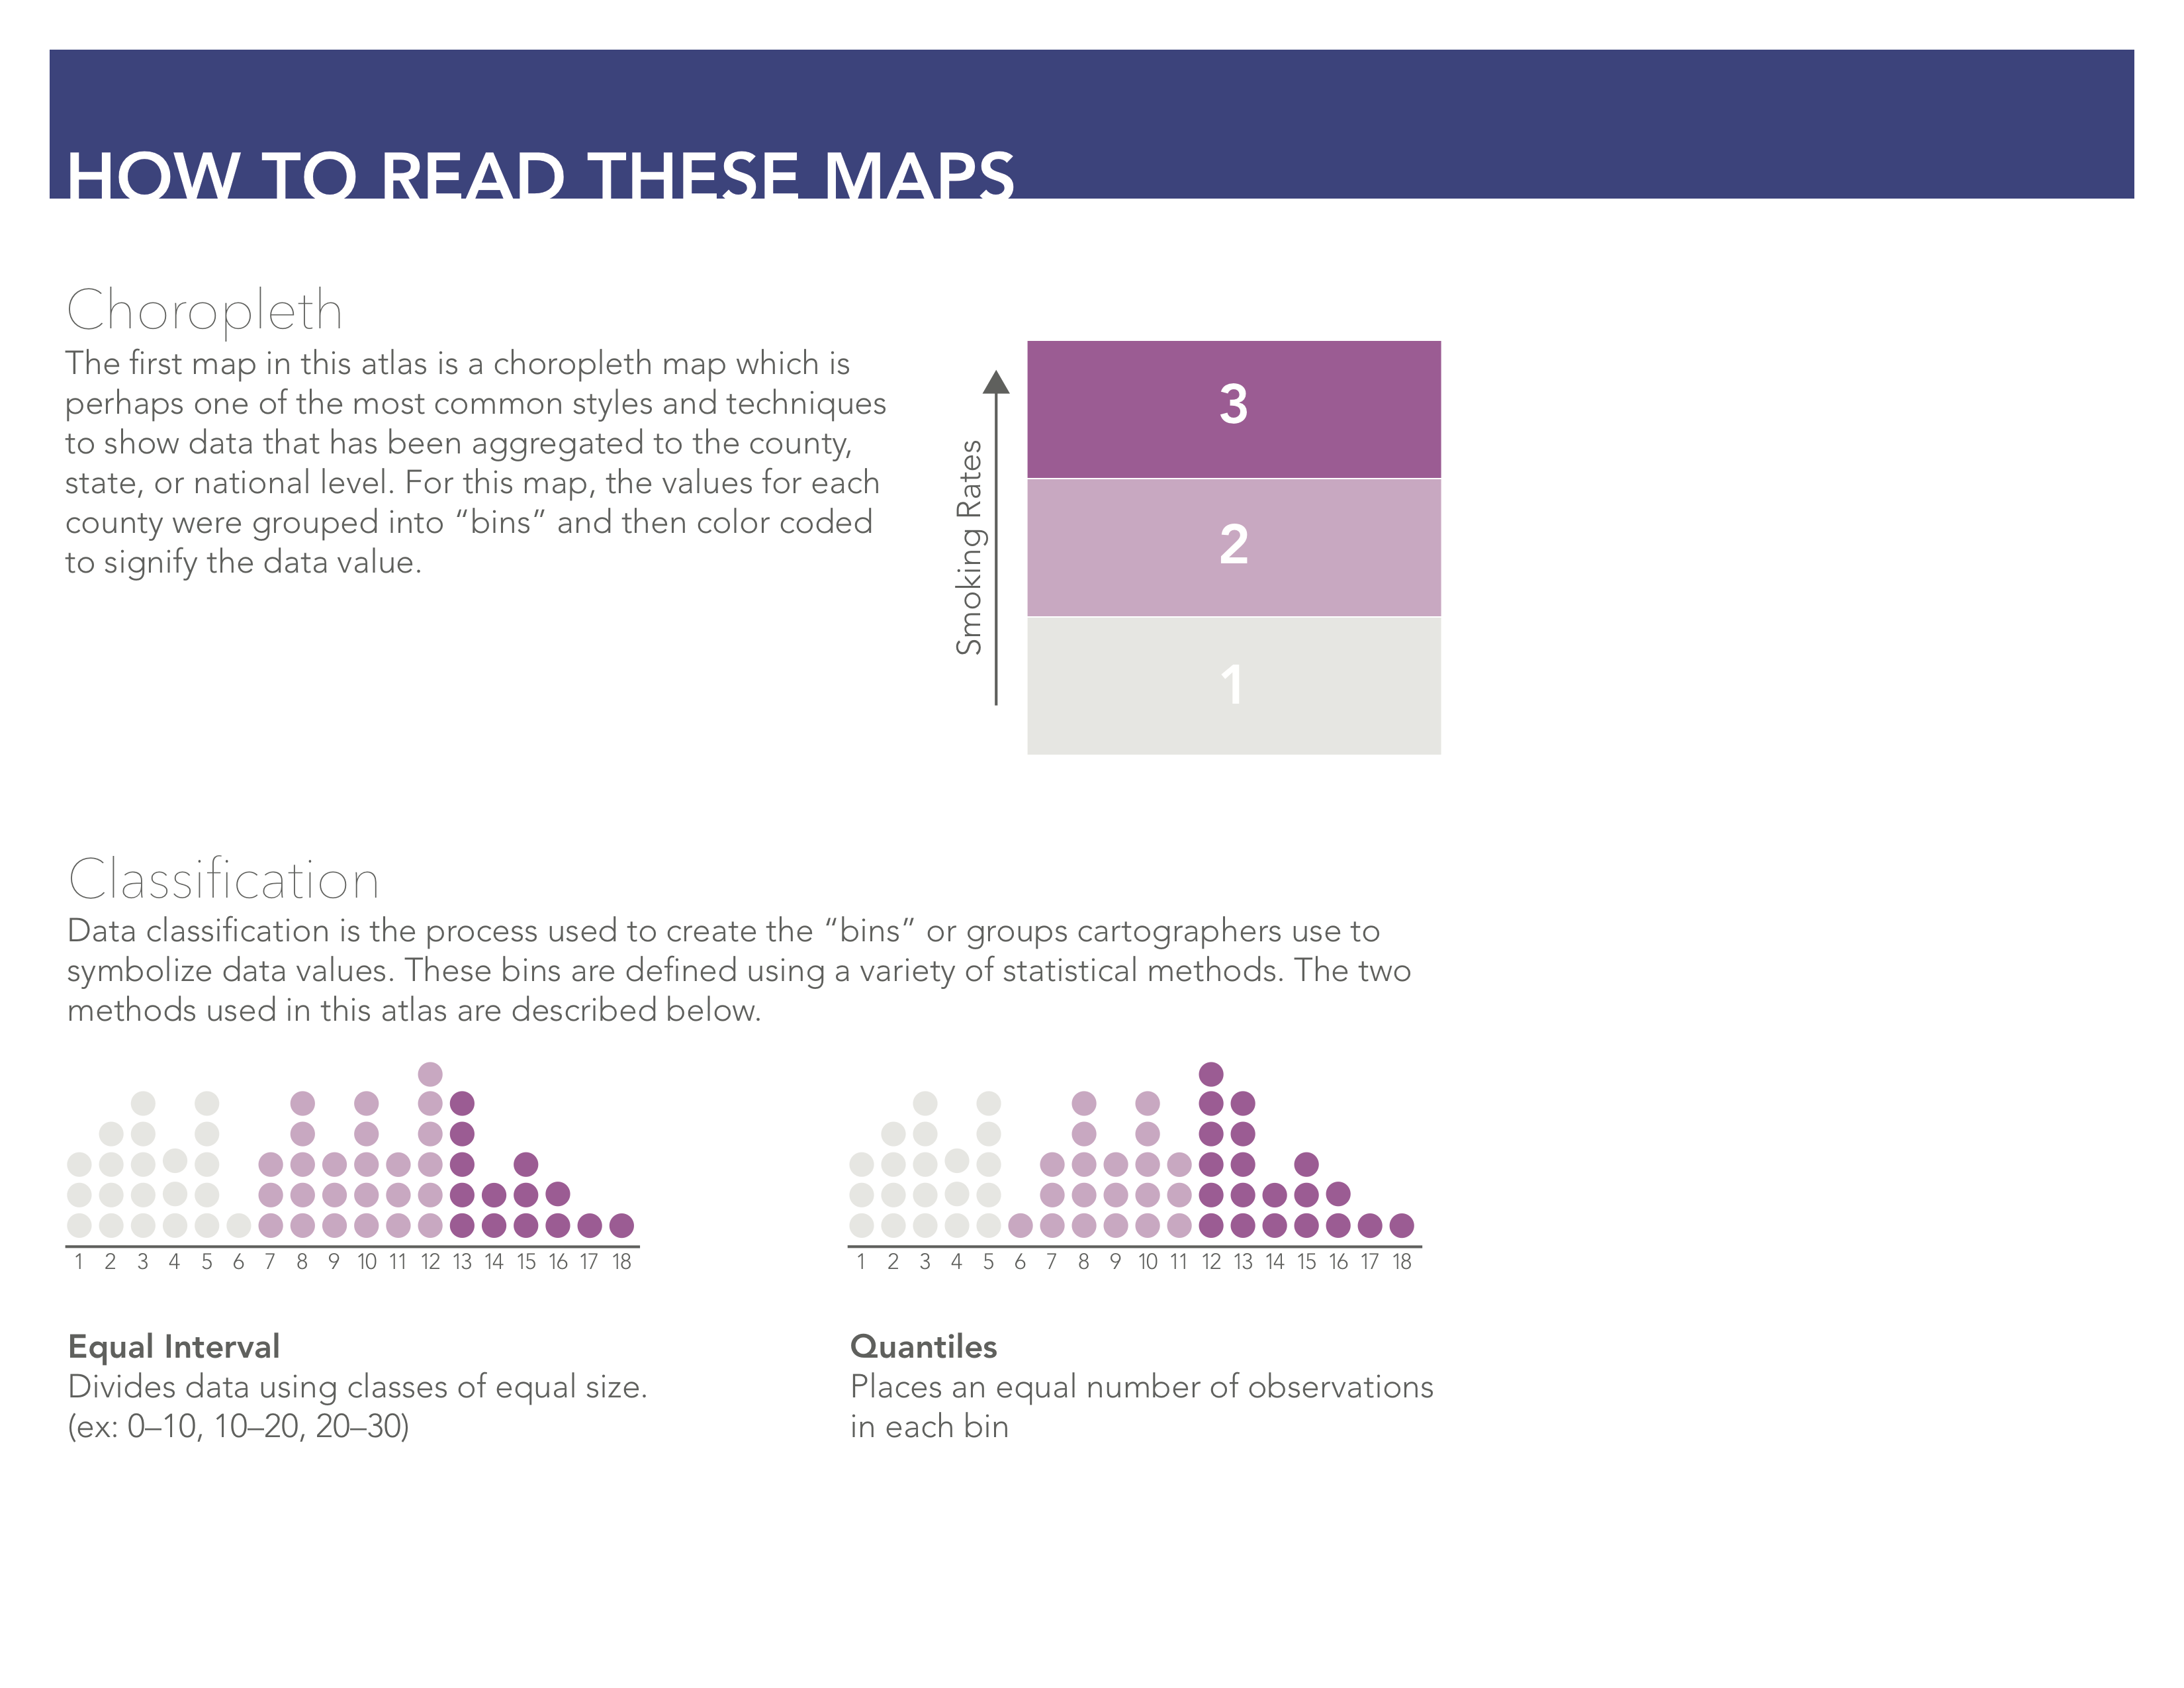 HOW TO READ THESE MAPS
Choropleth
The first map in this atlas is a choropleth map which is
perhaps one of the most common styles and techniques
to show data that has been aggregated to the county,
state, or national level. For this map, the values for each
county were grouped into “bins” and then color coded
to signify the data value.
Smoking Rates
3
2
1
Classification
Data classification is the process used to create the “bins” or groups cartographers use to
symbolize data values. These bins are defined using a variety of statistical methods. The two
methods used in this atlas are described below.
1 2 3 4 5 6 7 8 9 10 11 12 13 14 15 16 17 18
Equal Interval
Divides data using classes of equal size.
(ex: 0–10, 10–20, 20–30)
1 2 3 4 5 6 7 8 9 10 11 12 13 14 15 16 17 18
Quantiles
Places an equal number of observations
in each bin